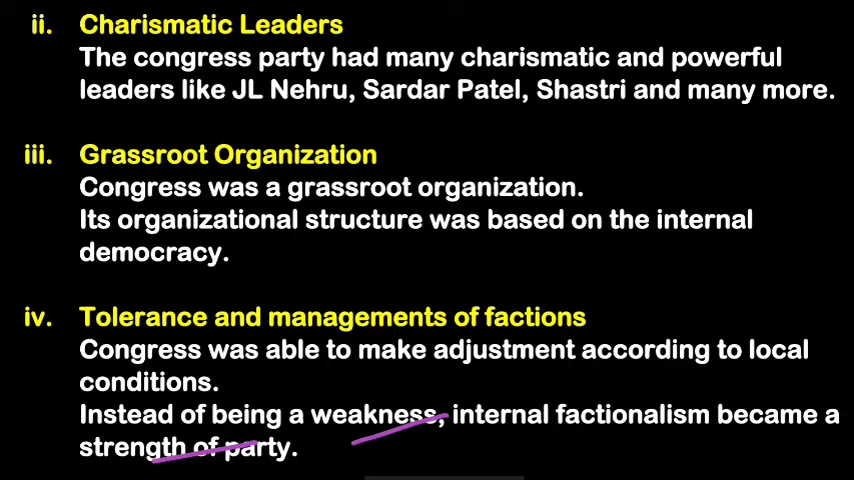 ii. Charismatic Leaders
The congress party had many charismatic and powerful
leaders like JL Nehru, Sardar Patel, Shastri and many more.
iii. Grassroot Organization
Congress was a grassroot organization.
Its organizational structure was based on the internal
democracy.
iv. Tolerance and managements of factions
Congress was able to make adjustment according to local
conditions.
Instead of being a weakness, internal factionalism became a
strength of party.